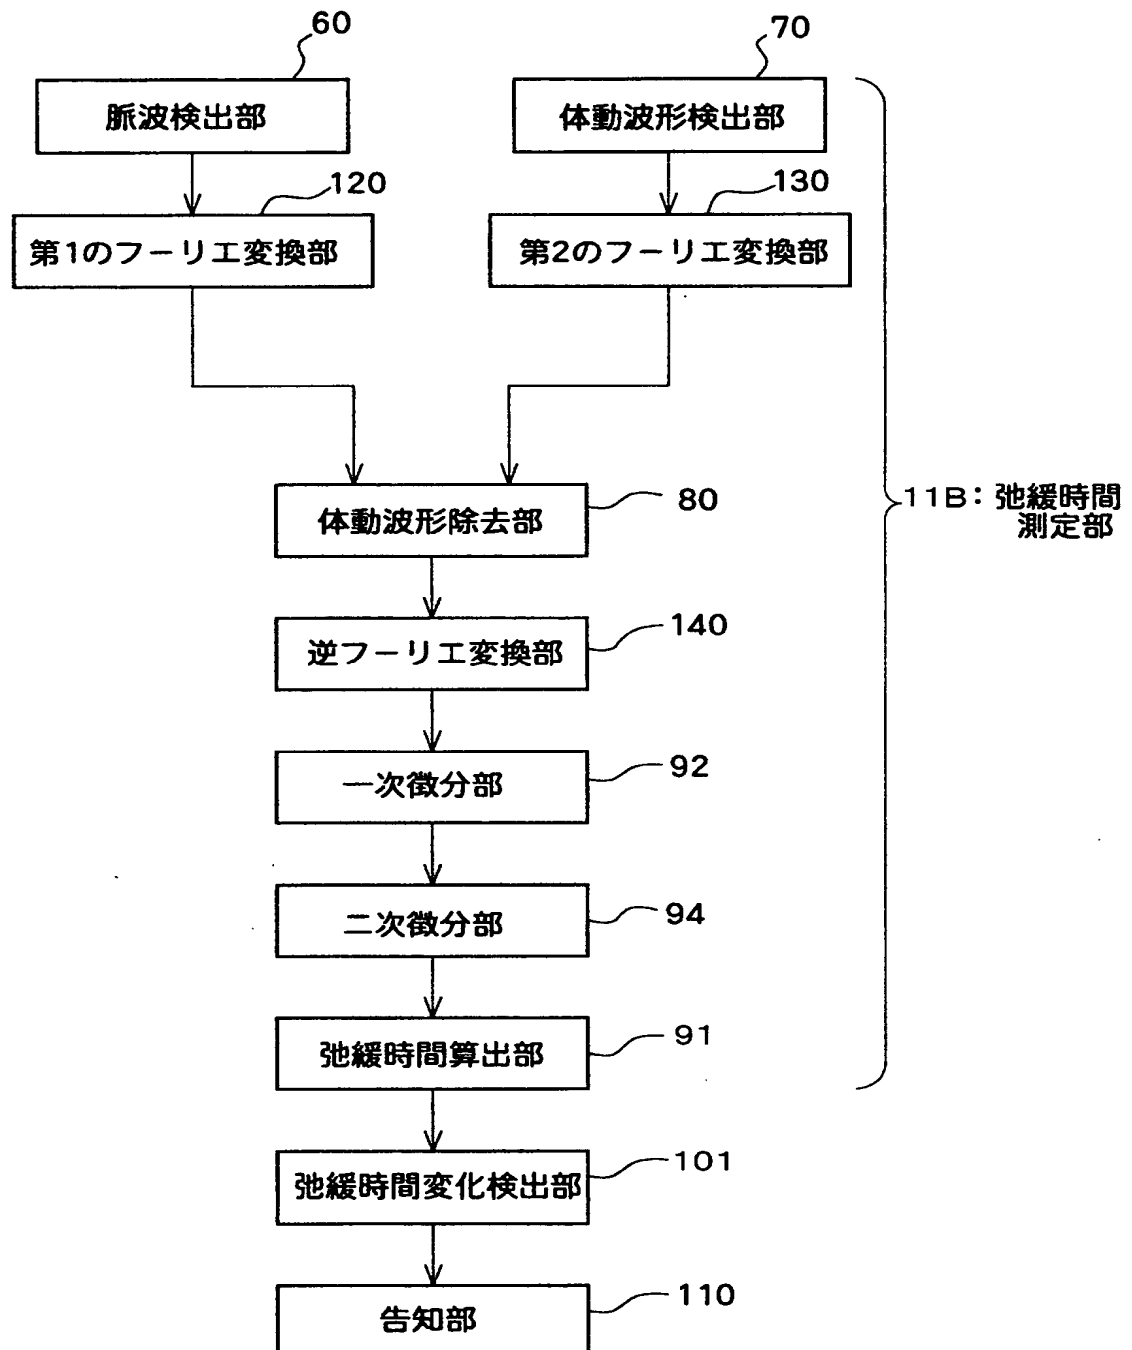 60
70
脈波検出部
体動波形検出部
120
130
第1のフーリエ変換部
第2のフーリエ変換部
80
体動波形除去部
11B：弛緩時間
測定部
140
逆フーリエ変換部
92
一次微分部
94
二次微分部
91
弛緩時間算出部
101
弛緩時間変化検出部
110
告知部